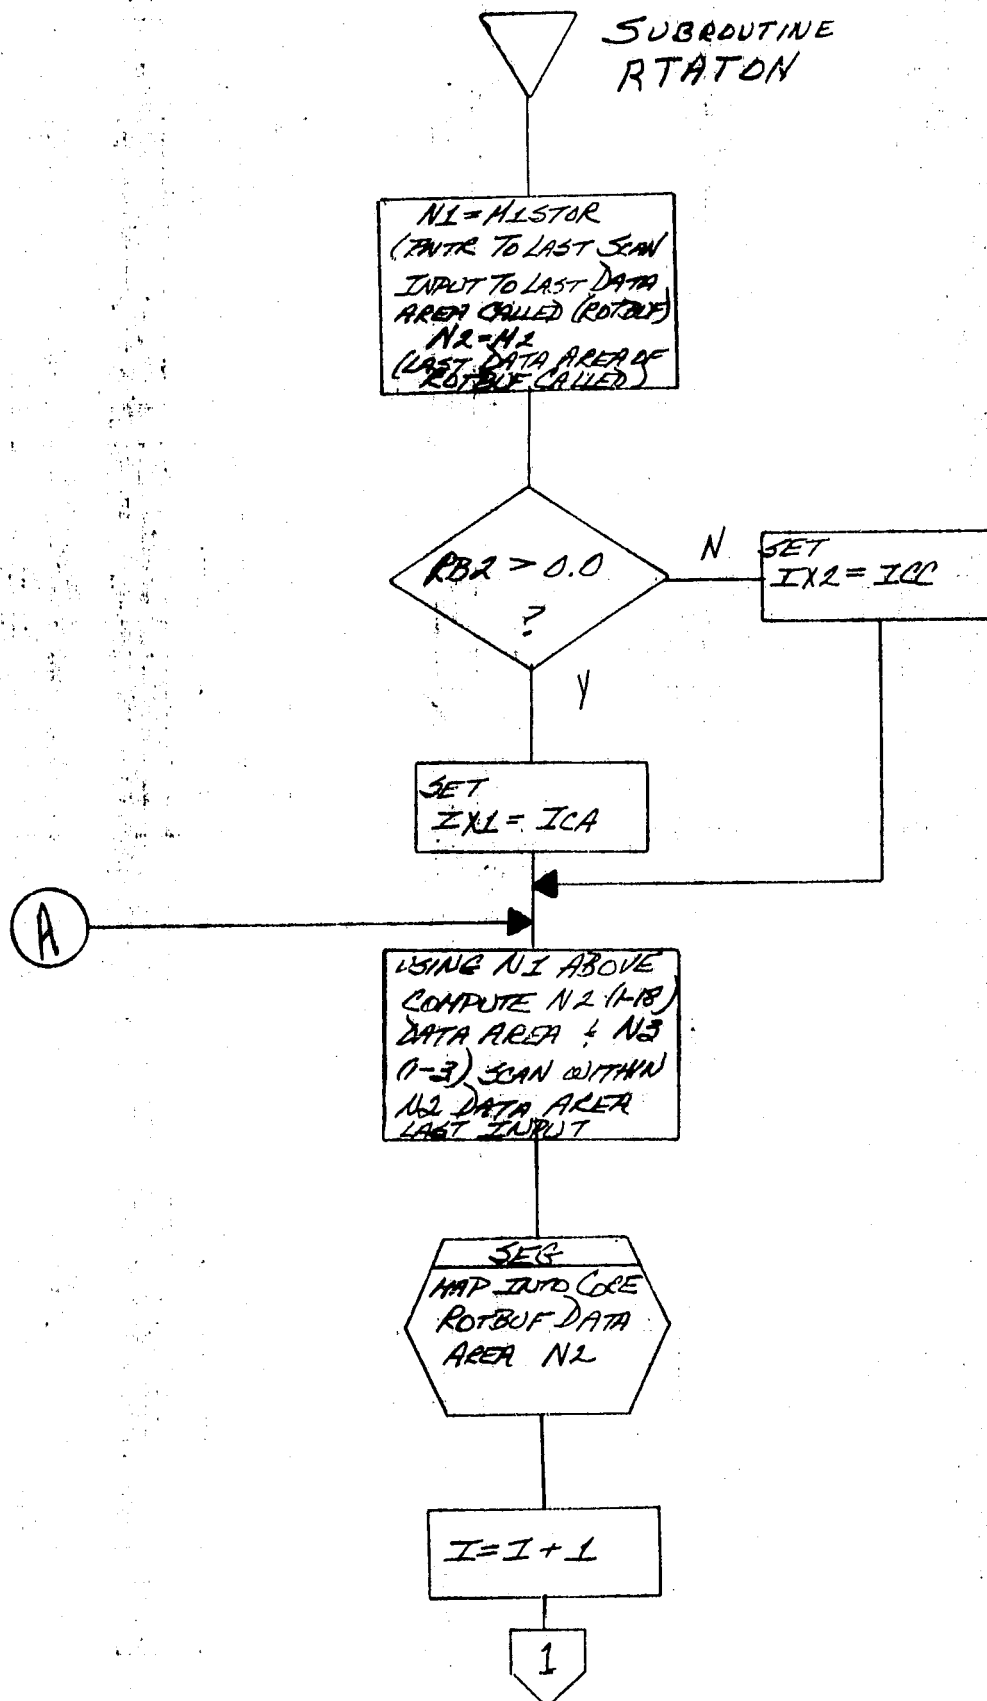 SUBROUTINE
RTATON
N1=M1STOR
(PNTR TO LAST SCAN
INPUT TO LAST DATA
AREA CALLED (ROTBUF)
N2=M2
(LAST DATA AREA OF
ROTBUF CALLED)
RB2 > 0.0
?
N
SET
IX2 = ICC
Y
SET
IX1 = ICA
A
USING N1 ABOVE
COMPUTE N2 (1-18)
DATA AREA & N3
(1-3) SCAN WITHIN
N2 DATA AREA
LAST INPUT
SEG
MAP INTO CORE
ROTBUF DATA
AREA N2
I=I+1
1